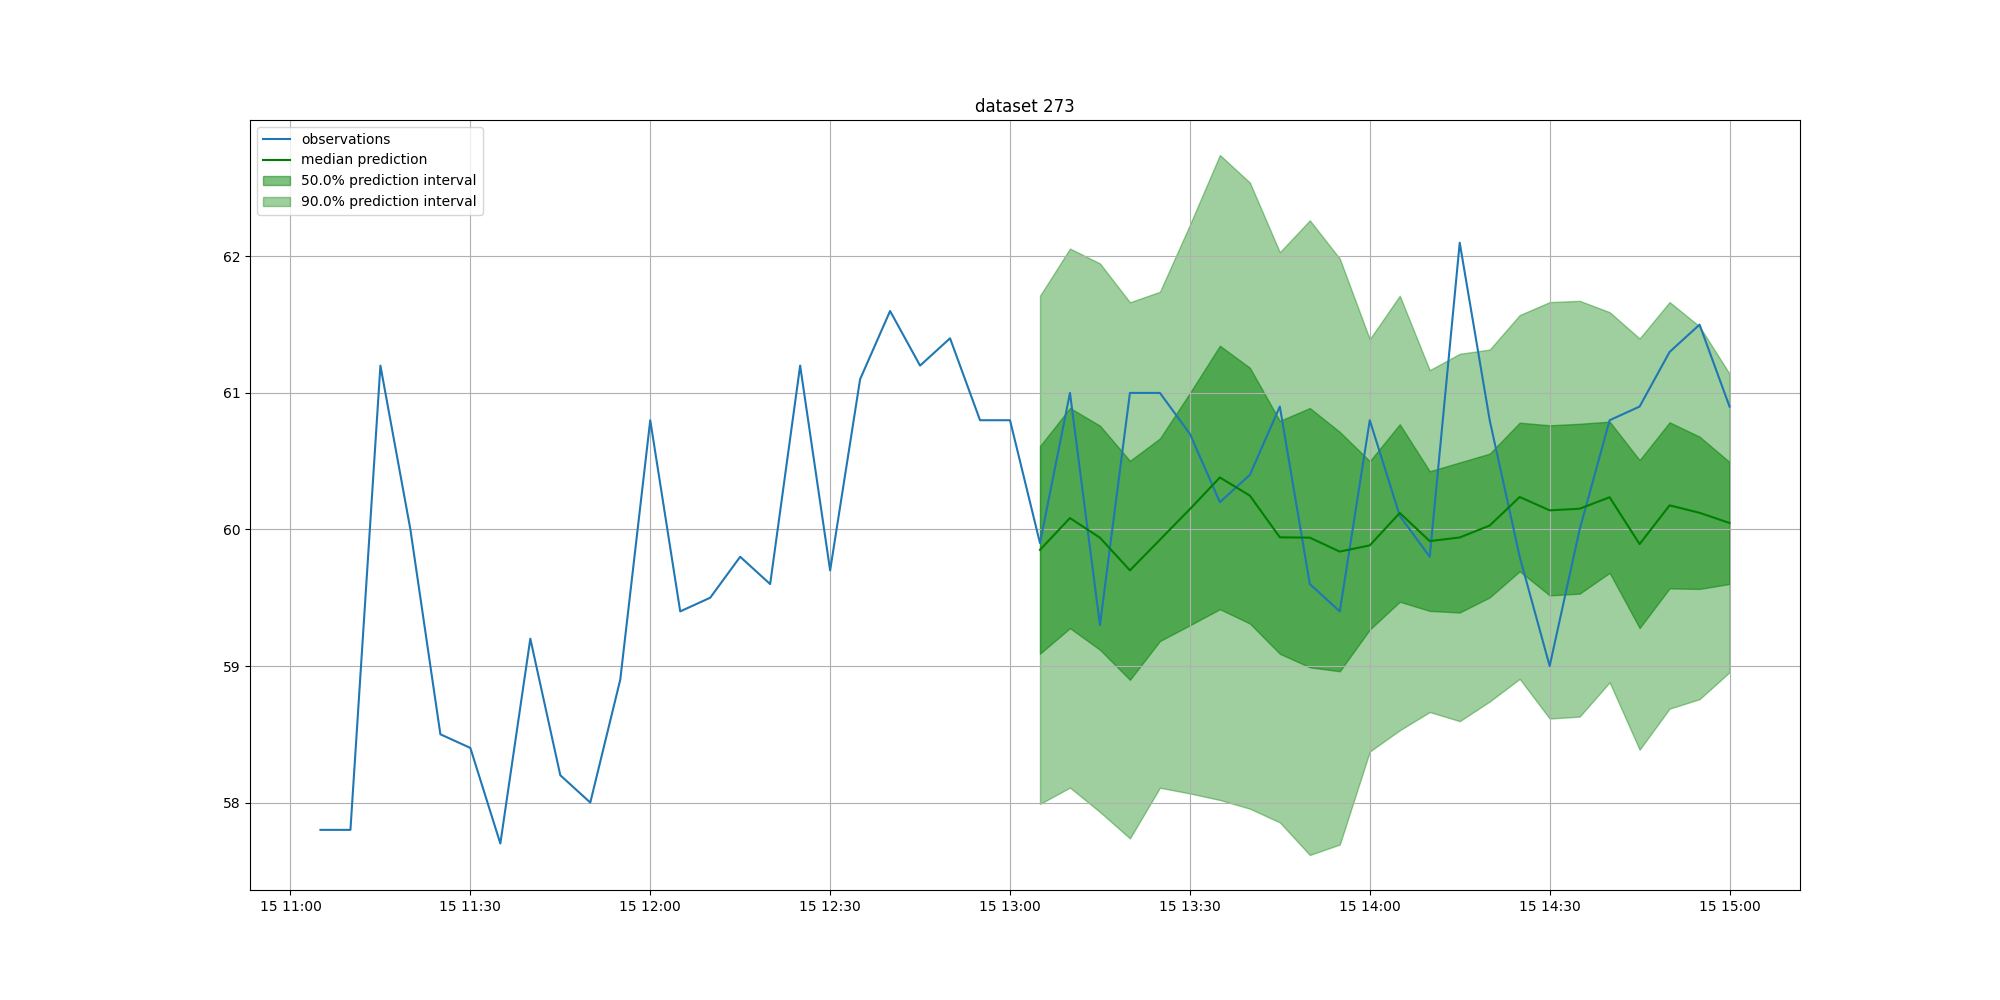 dataset 273
observations
median prediction
50.0% prediction interval
90.0% prediction interval
62
61
60
59
58
15 11:00
15 11:30
15 12:00
15 12:30
15 13:00
15 13:30
15 14:00
15 14:30
15 15:00